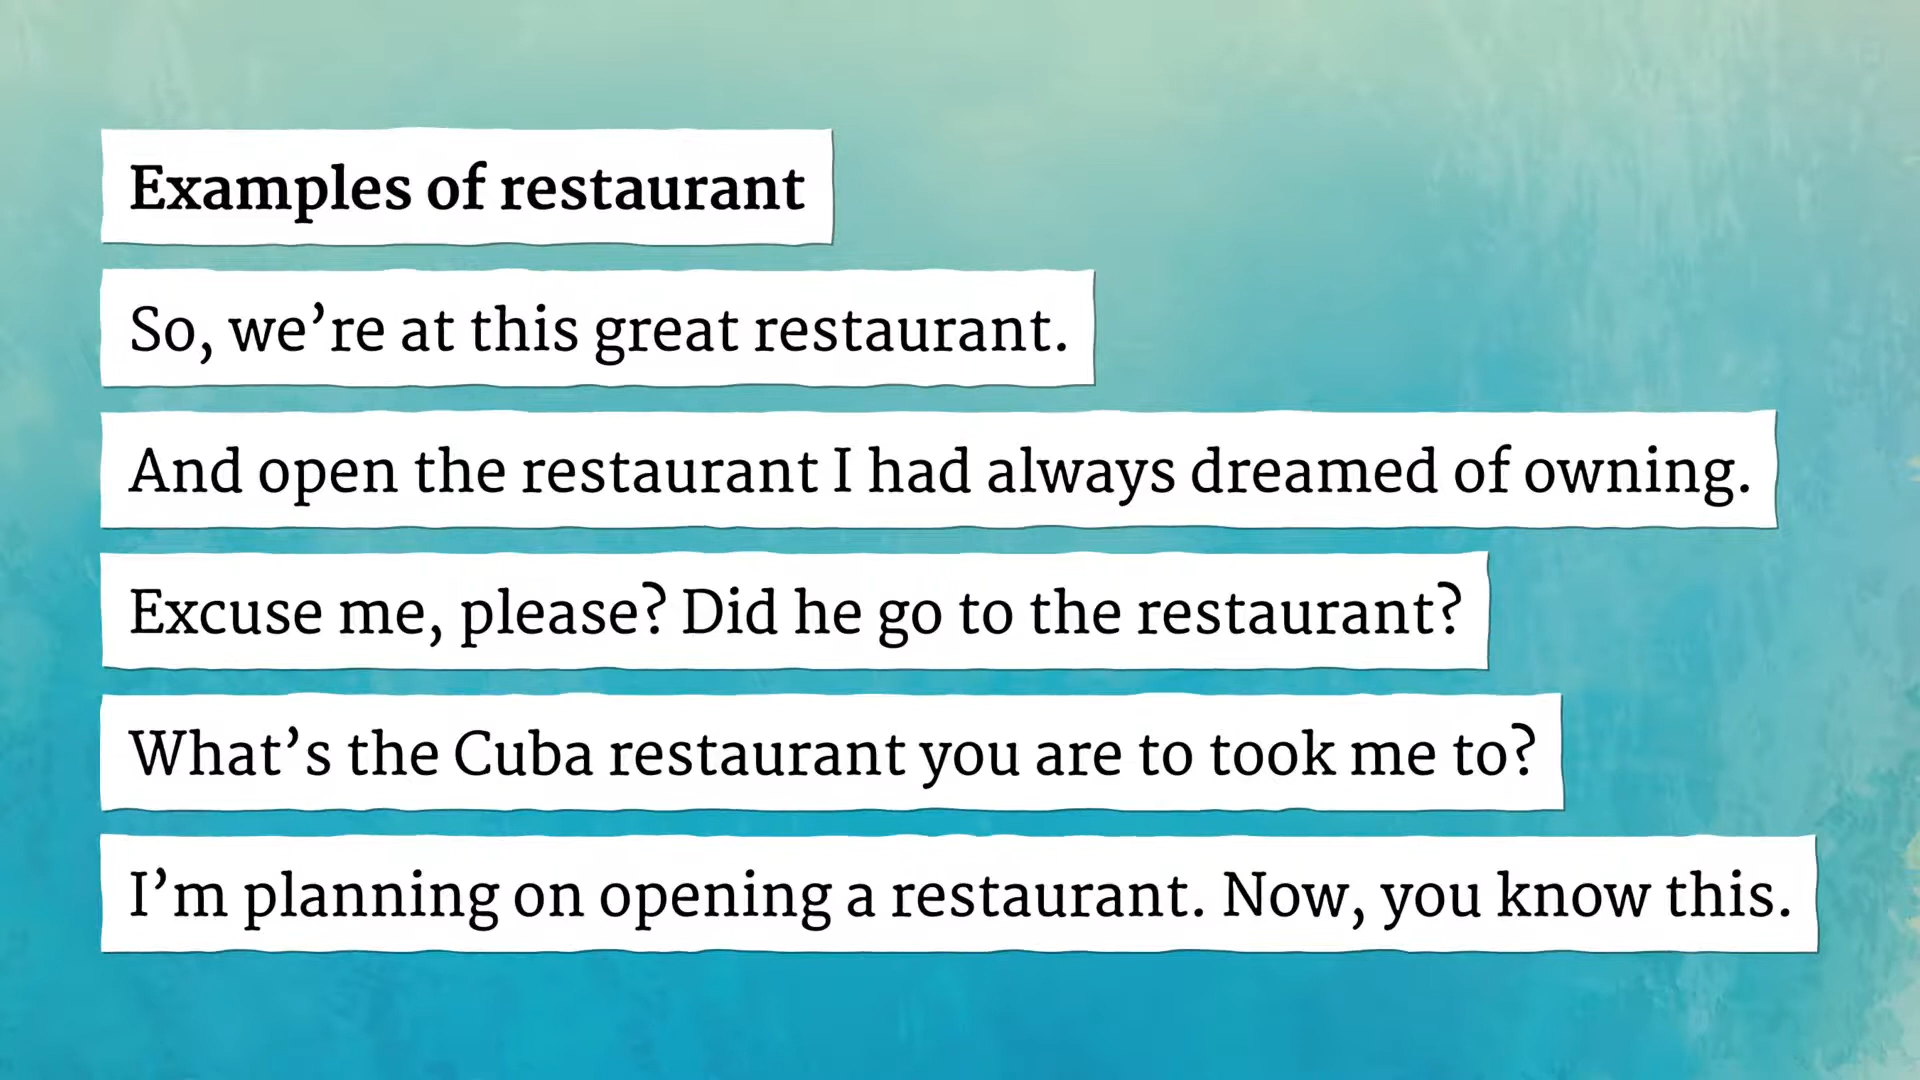 Examples of restaurant
So, we’re at this great restaurant.
And open the restaurant I had always dreamed of owning.
Excuse me, please? Did he go to the restaurant?
What’s the Cuba restaurant you are to took me to?
I’m planning on opening a restaurant. Now, you know this.